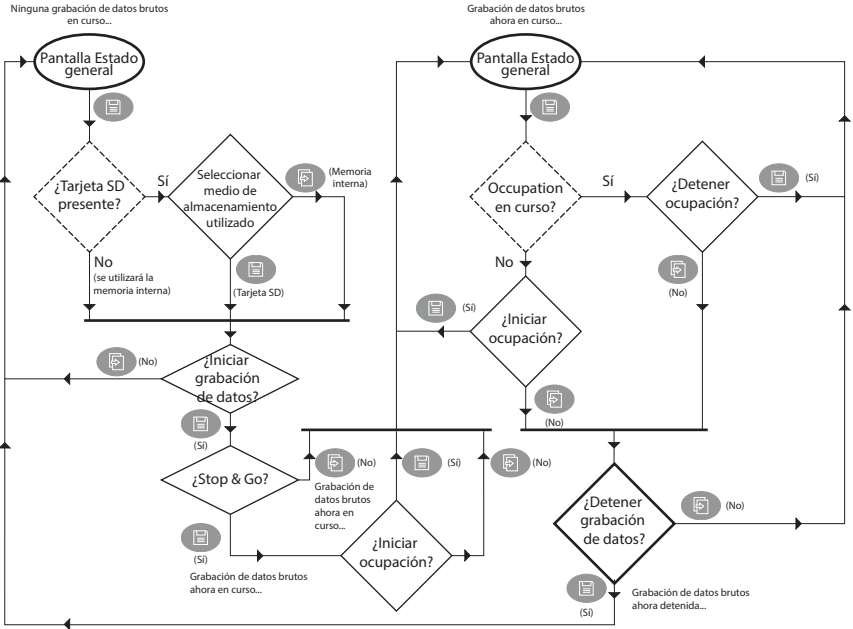 Ninguna grabación de datos brutos
en curso...
Pantalla Estado
general
¿Tarjeta SD
presente?
Sí
Seleccionar
medio de
almacenamiento
utilizado
(Memoria
interna)
No
(se utilizará la
memoria interna)
(Tarjeta SD)
¿Iniciar
grabación
de datos?
(No)
(Sí)
¿Stop & Go?
(No)
Grabación de
datos brutos
ahora en
curso...
(Sí)
Grabación de datos brutos
ahora en curso...
¿Iniciar
ocupación?
(Sí)
(No)
Grabación de datos brutos
ahora en curso...
Pantalla Estado
general
Occupation
en curso?
Sí
¿Detener
ocupación?
(Sí)
(No)
No
¿Iniciar
ocupación?
(Sí)
(No)
¿Detener
grabación
de datos?
(No)
(Sí)
Grabación de datos brutos
ahora detenida...